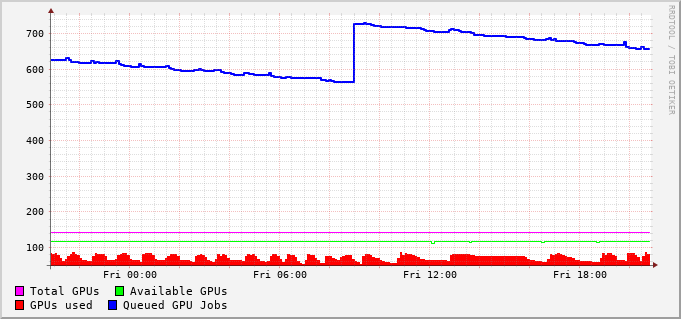 700
600
500
400
300
200
100
Fri 00:00 Fri 06:00 Fri 12:00 Fri 18:00
Total GPUs Available GPUs
GPUs used Queued GPU Jobs
RRDTOOL / TOBI OETIKER